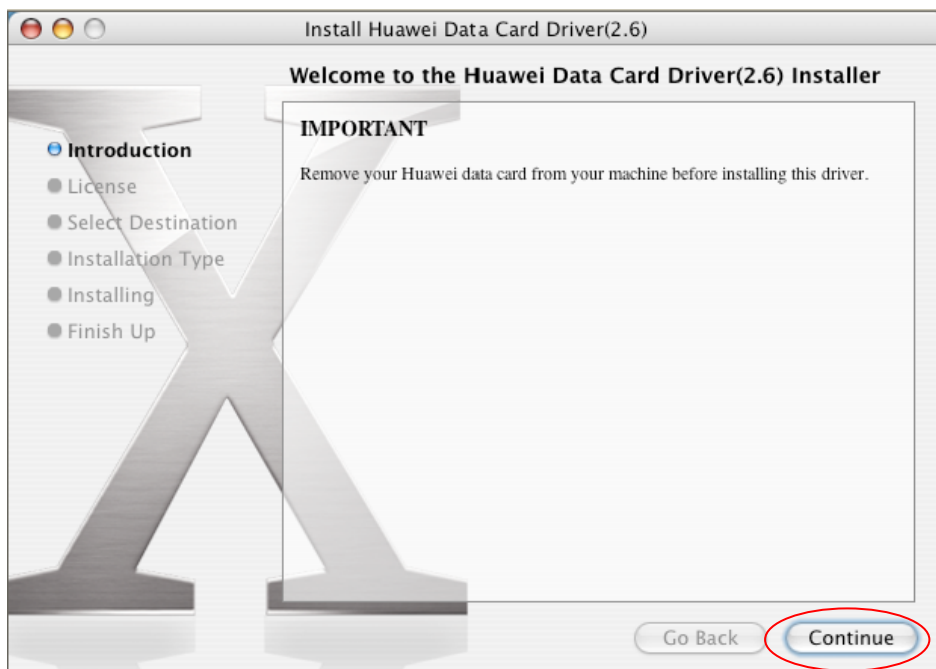 Install Huawei Data Card Driver(2.6)
Welcome to the Huawei Data Card Driver(2.6) Installer
Introduction
License
Select Destination
Installation Type
Installing
Finish Up
IMPORTANT
Remove your Huawei data card from your machine before installing this driver.
Go Back
Continue